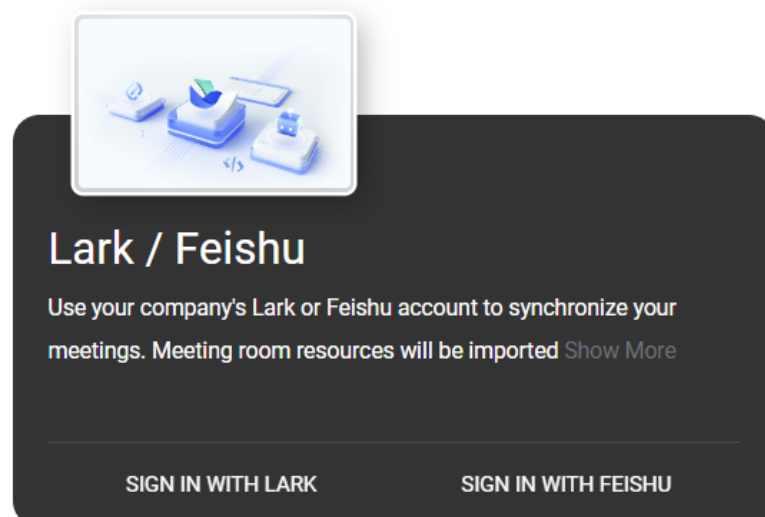 Lark / Feishu
Use your company's Lark or Feishu account to synchronize your
meetings. Meeting room resources will be imported Show More
SIGN IN WITH LARK
SIGN IN WITH FEISHU